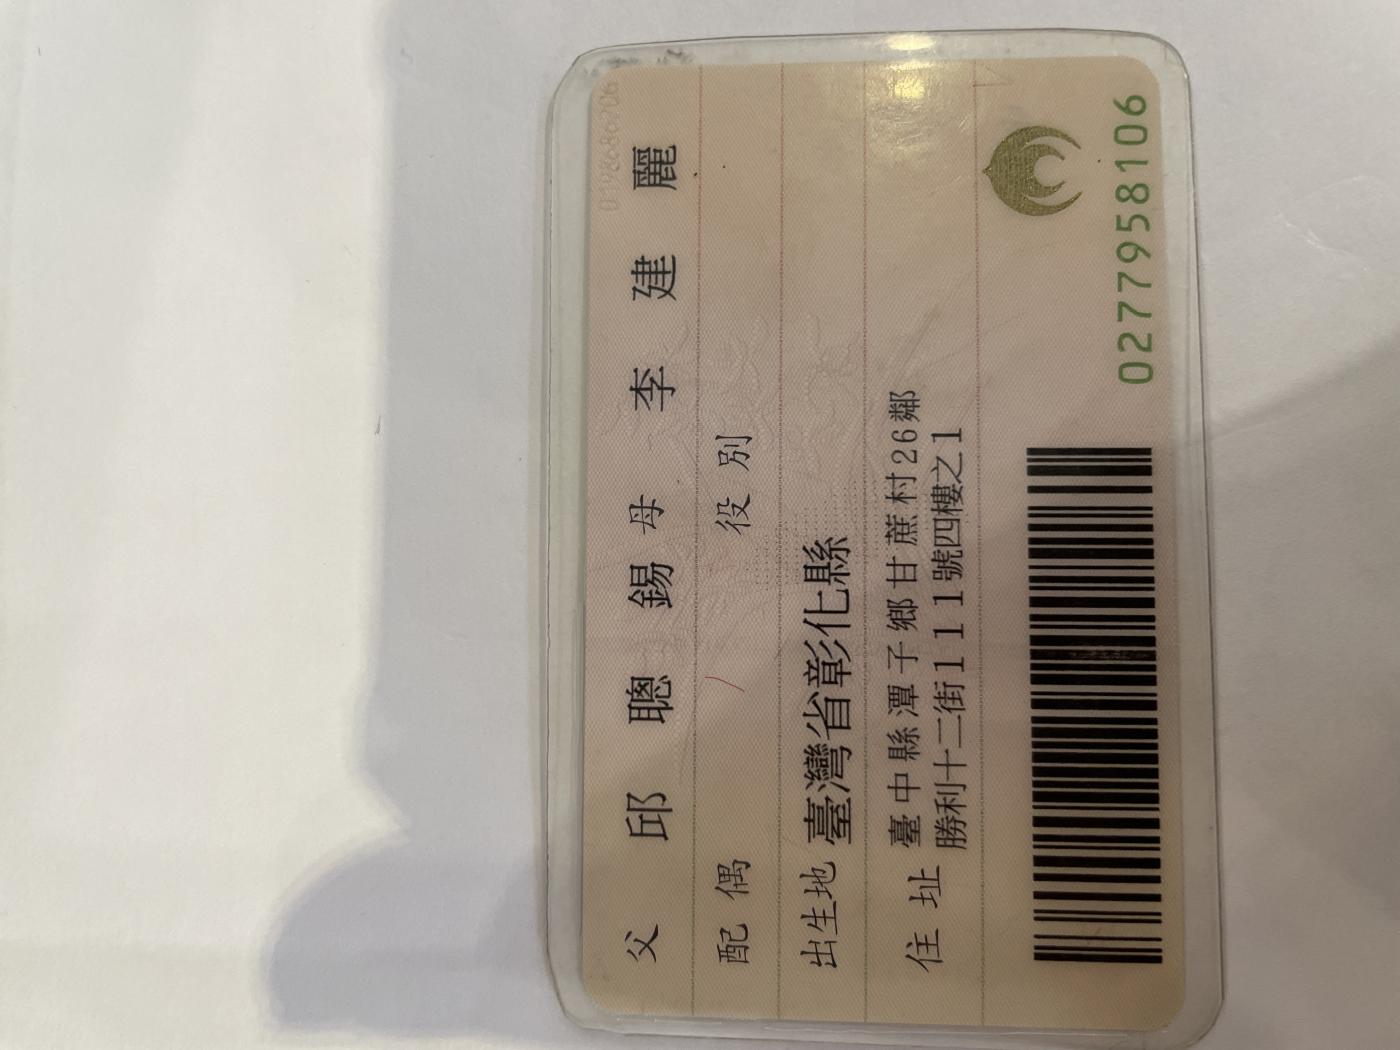 父 邱聰錫 母 李建麗
配偶 役別
出生地 臺灣省彰化縣
住址 臺中縣潭子鄉甘蔗村26鄰
勝利十二街111號四樓之1
0277958106